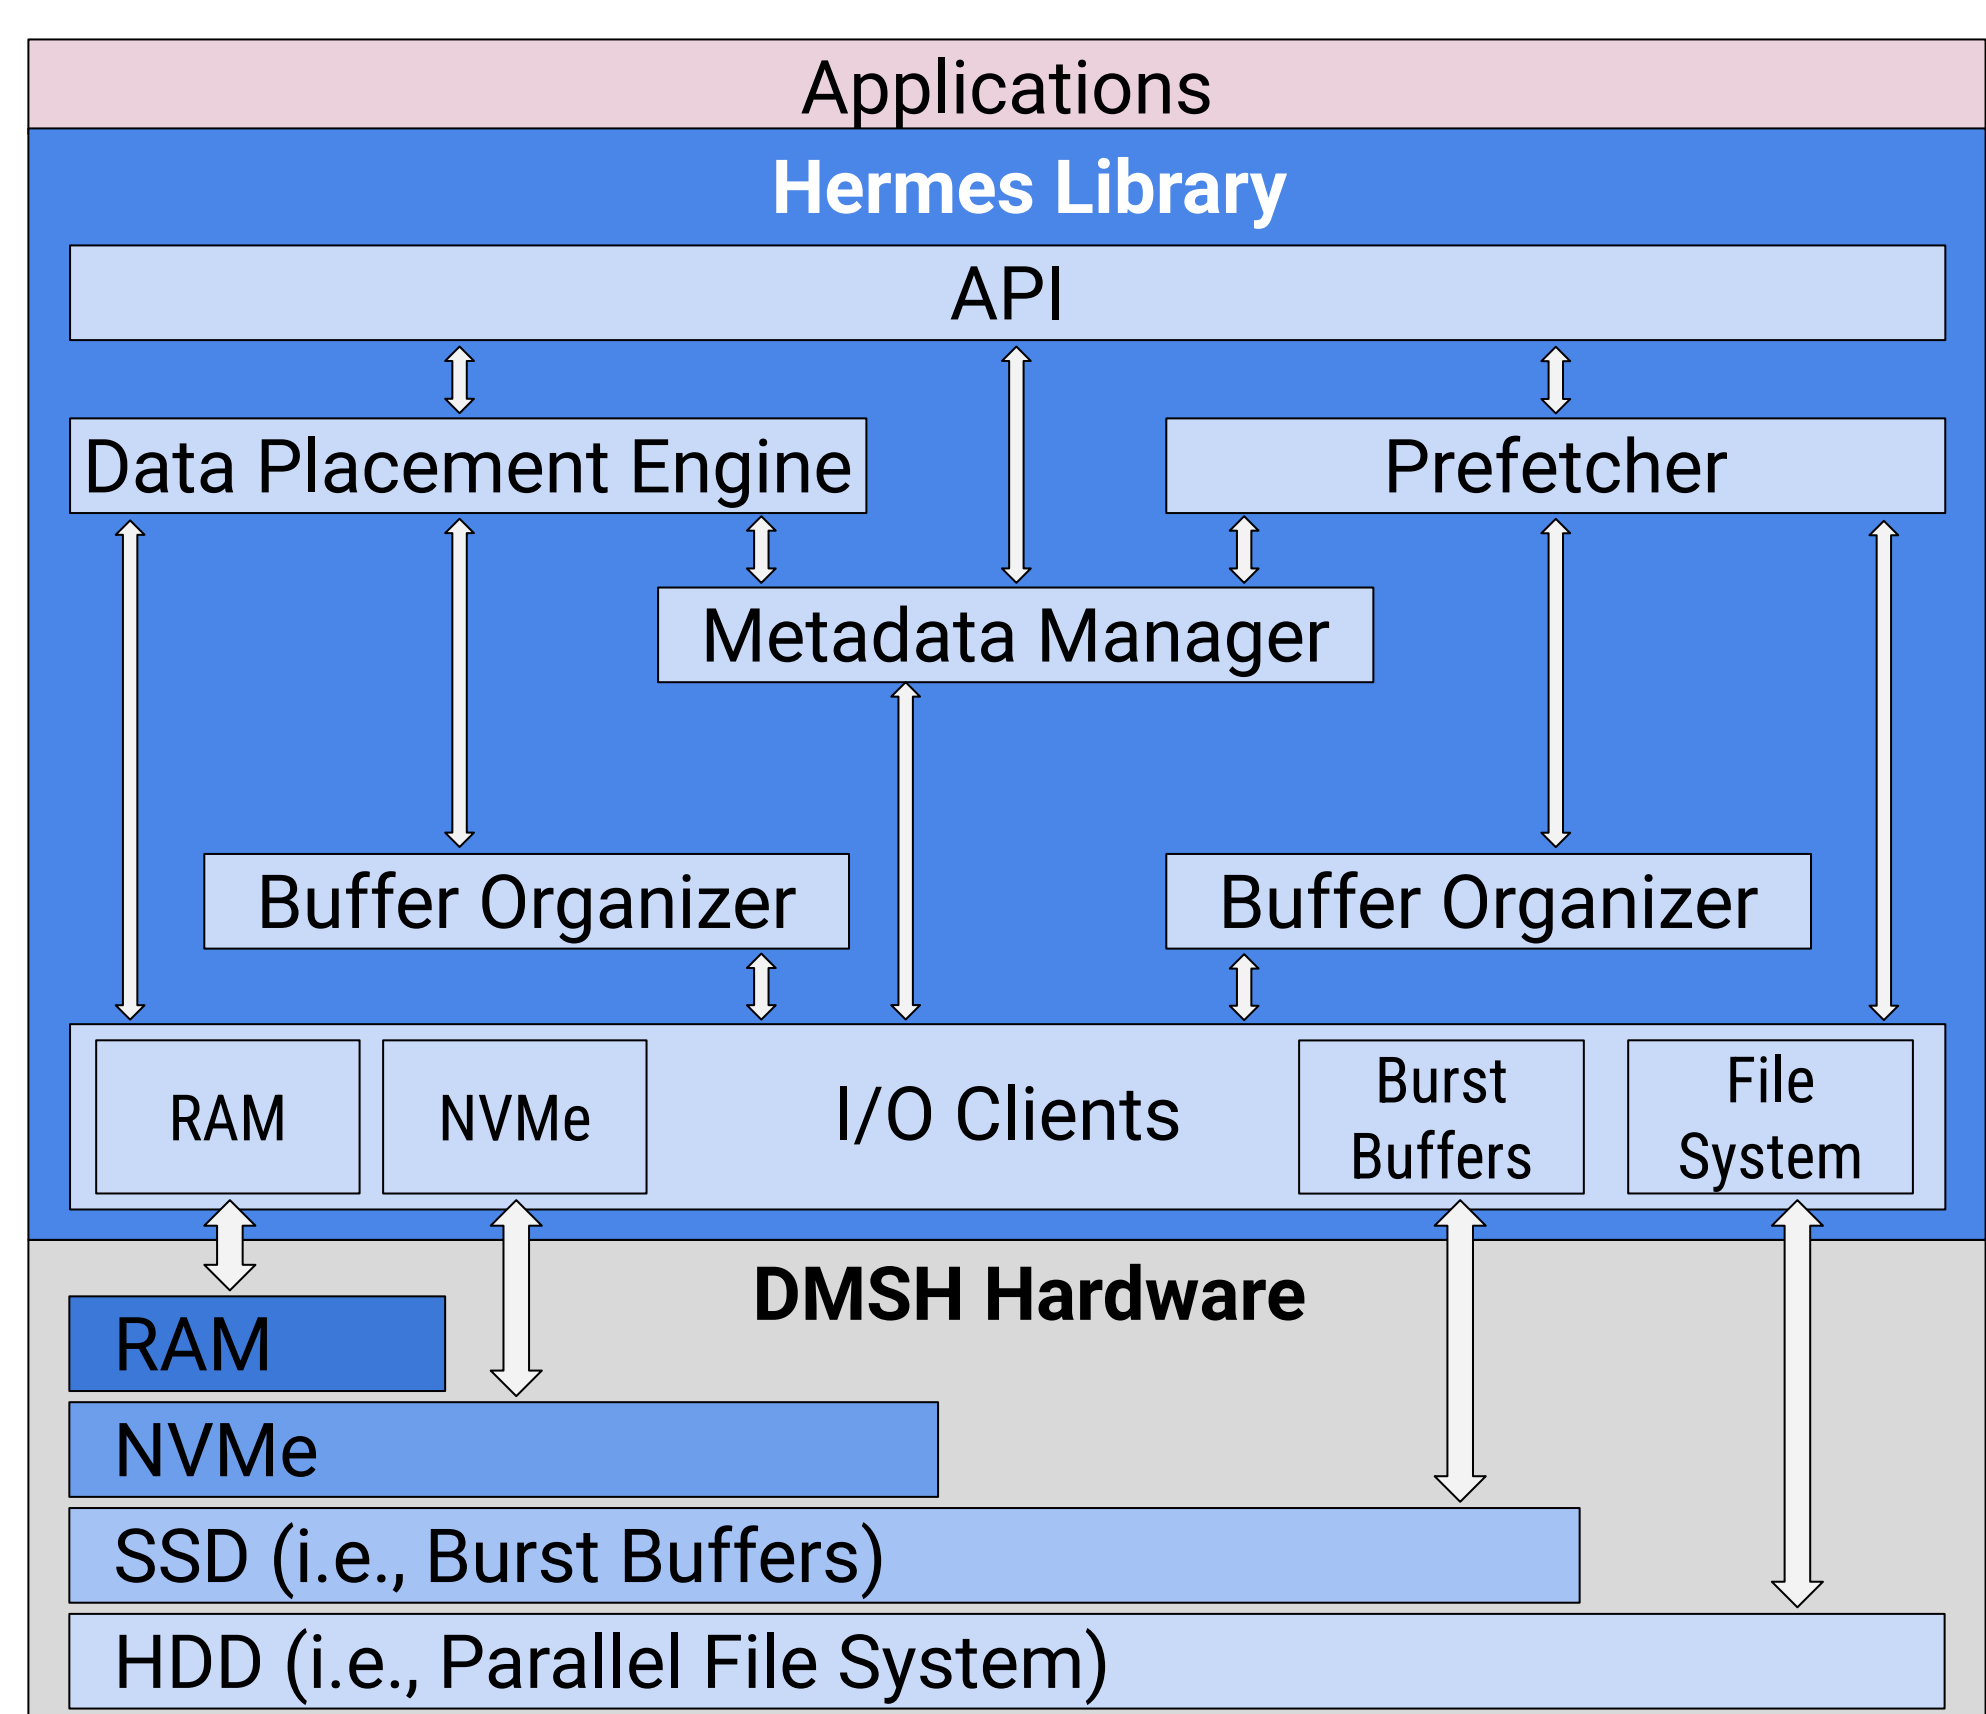 Applications
Hermes Library
API
Data Placement Engine
Prefetcher
Metadata Manager
Buffer Organizer
Buffer Organizer
RAM
NVMe
I/O Clients
Burst
Buffers
File
System
DMSH Hardware
RAM
NVMe
SSD (i.e., Burst Buffers)
HDD (i.e., Parallel File System)